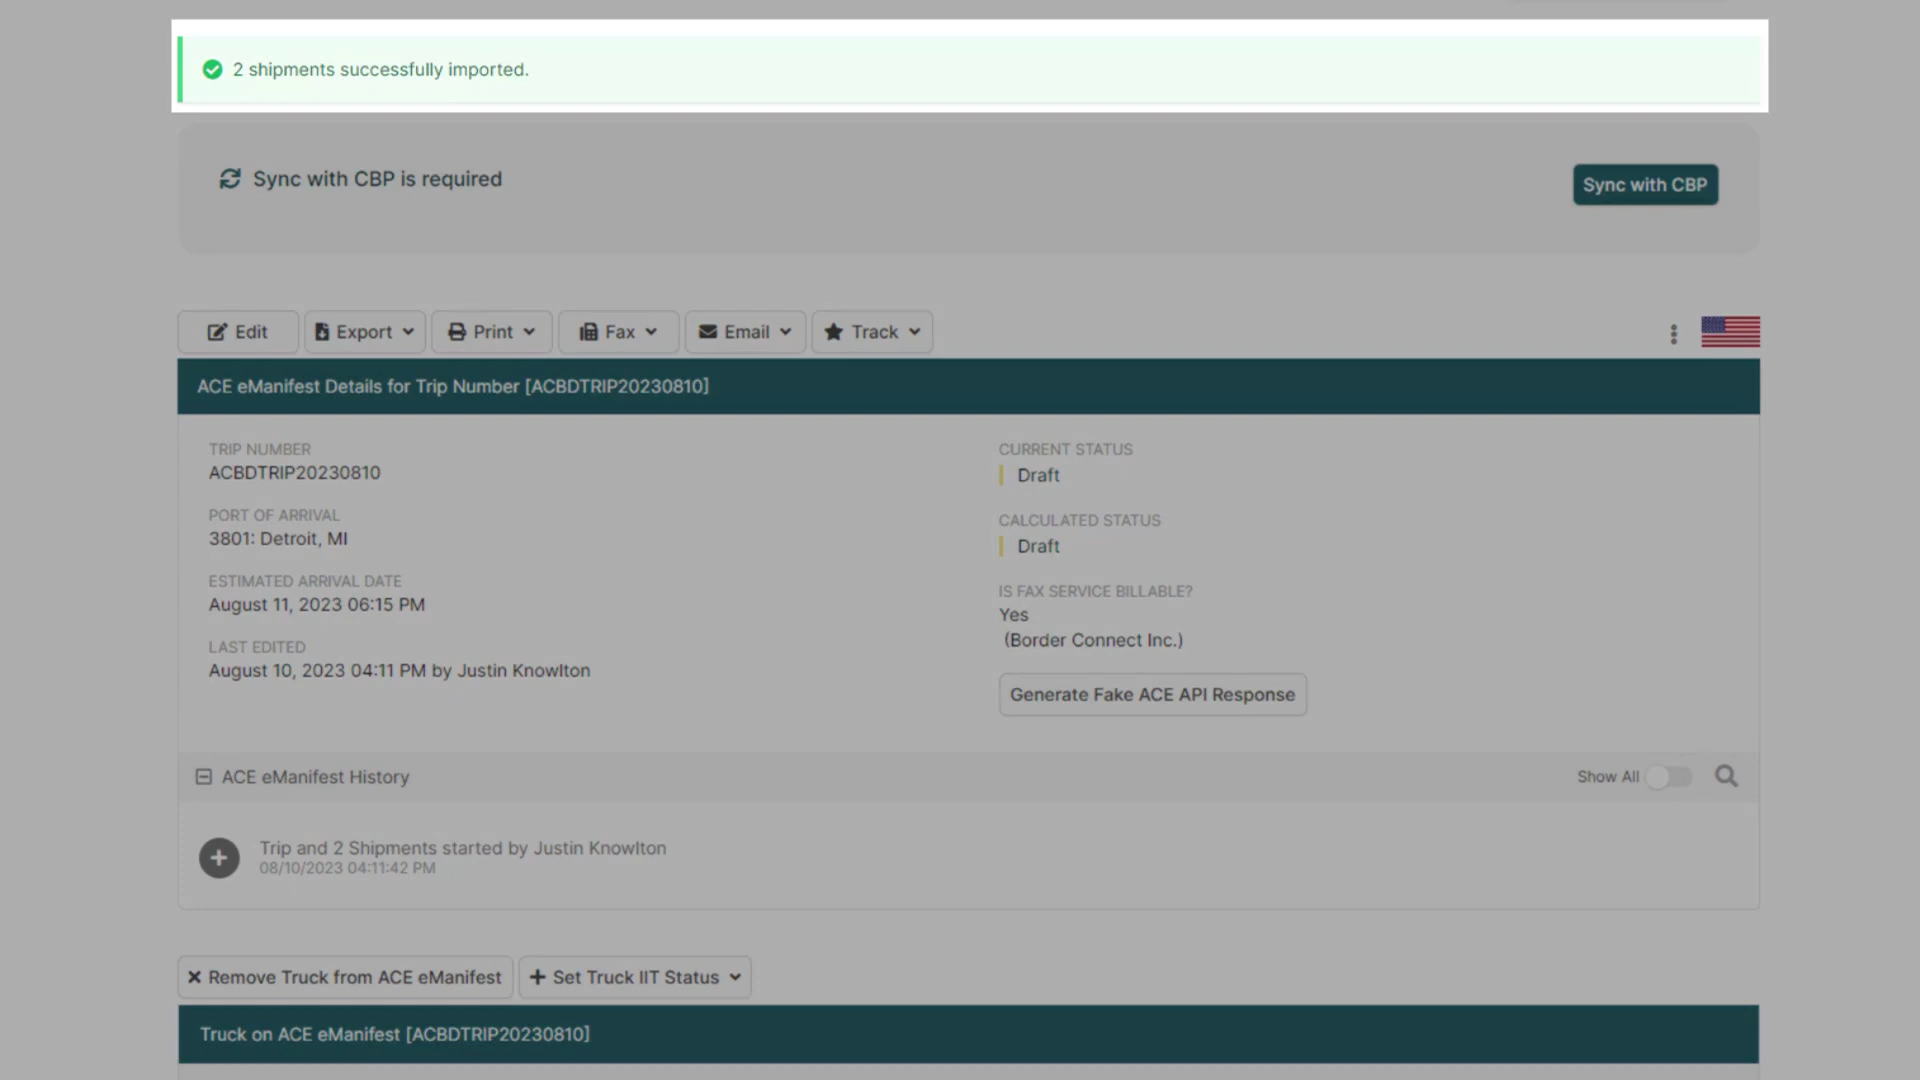 2 shipments successfully imported.
Sync with CBP is required
Sync with CBP
Edit
Export
Print
Fax
Email
Track
ACE eManifest Details for Trip Number [ACBDTRIP20230810]
TRIP NUMBER
ACBDTRIP20230810
PORT OF ARRIVAL
3801: Detroit, MI
ESTIMATED ARRIVAL DATE
August 11, 2023 06:15 PM
LAST EDITED
August 10, 2023 04:11 PM by Justin Knowlton
CURRENT STATUS
Draft
CALCULATED STATUS
Draft
IS FAX SERVICE BILLABLE?
Yes
(Border Connect Inc.)
Generate Fake ACE API Response
ACE eManifest History
Show All
Trip and 2 Shipments started by Justin Knowlton
08/10/2023 04:11:42 PM
Remove Truck from ACE eManifest
Set Truck IIT Status
Truck on ACE eManifest [ACBDTRIP20230810]